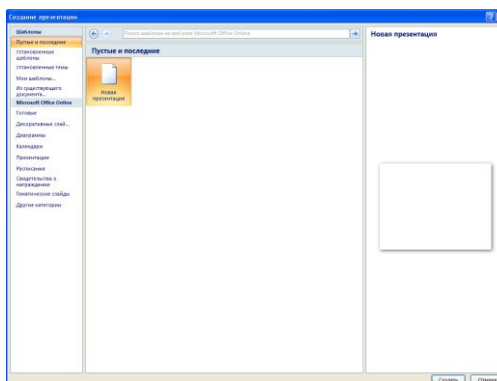 Создание презентации
Шаблоны
Пустые и последние
Установленные шаблоны
Установленные темы
Мои шаблоны...
Из существующего документа...
Microsoft Office Online
Готовые
Декоративные слай...
Диаграммы
Календари
Презентации
Расписания
Свидетельства о награждении
Тематические слайды
Другие категории
Поиск шаблона на веб-узле Microsoft Office Online
Пустые и последние
Новая презентация
Новая презентация
Создать
Отмена